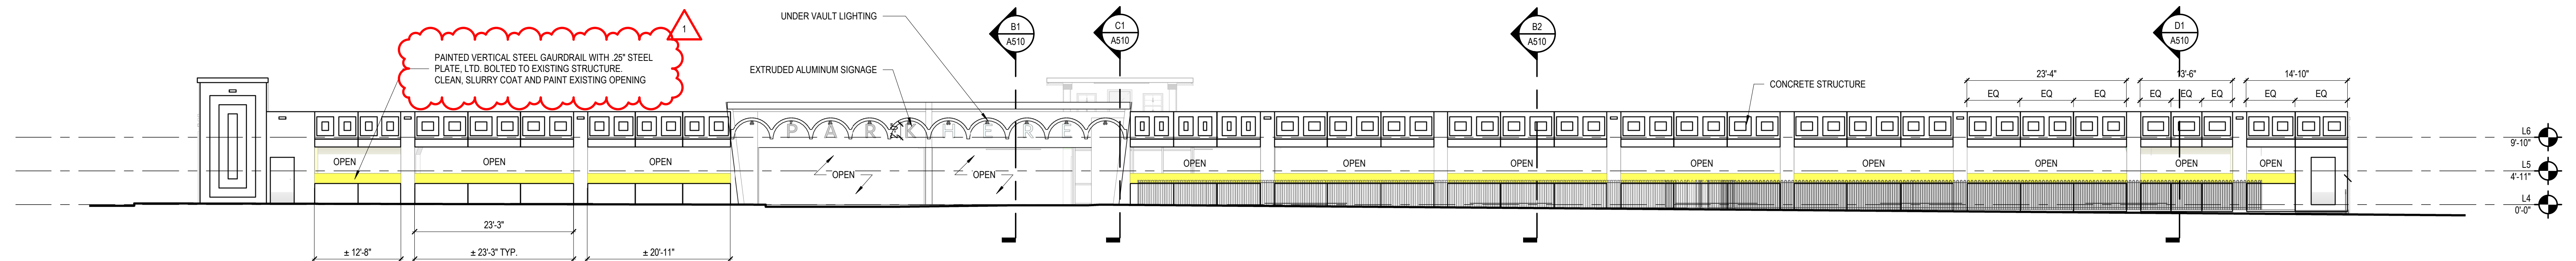 1
UNDER VAULT LIGHTING
B1
A510
C1
A510
B2
A510
D1
A510
PAINTED VERTICAL STEEL GAURDRAIL WITH .25" STEEL
PLATE, LTD. BOLTED TO EXISTING STRUCTURE.
CLEAN, SLURRY COAT AND PAINT EXISTING OPENING
EXTRUDED ALUMINUM SIGNAGE
CONCRETE STRUCTURE
23'-4"
13'-6"
14'-10"
EQ EQ EQ EQ EQ EQ EQ EQ
PARKHERE
L6
9'-10"
OPEN OPEN OPEN OPEN OPEN OPEN OPEN OPEN OPEN OPEN OPEN
OPEN OPEN
L5
4'-11"
L4
0'-0"
23'-3"
± 12'-8"
± 23'-3" TYP.
± 20'-11"